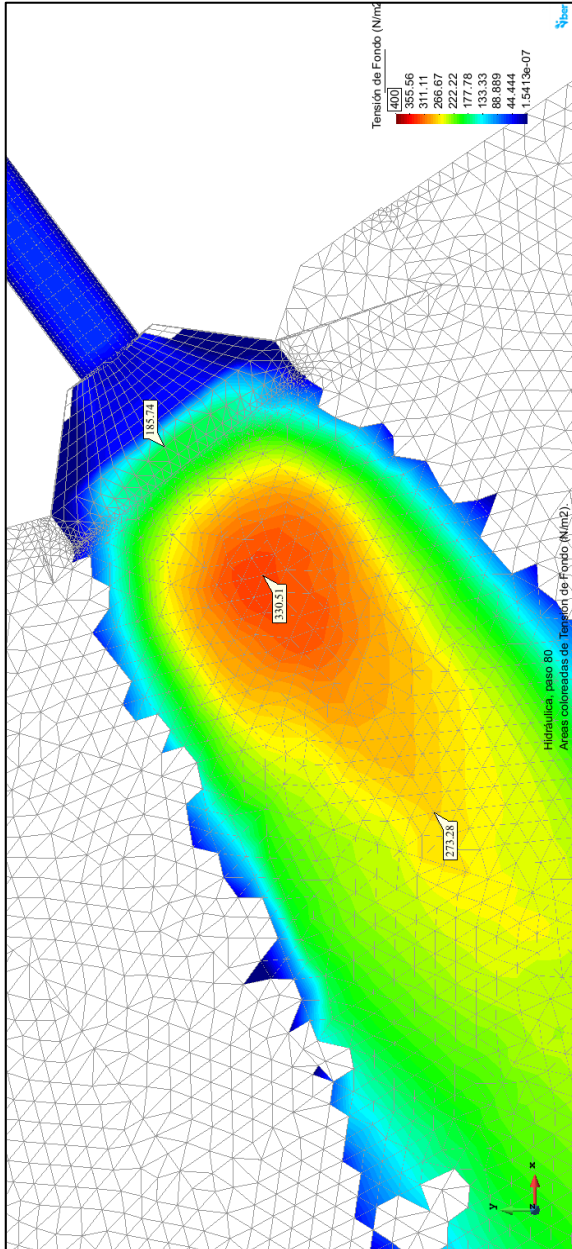 Tensión de Fondo (N/m2
400
355.56
311.11
266.67
222.22
177.78
133.33
88.889
44.444
1.5413e-07
Iber
185.74
330.51
273.28
Hidráulica, paso 80
Areas coloreadas de Tensión de Fondo (N/m2).
y
z
x